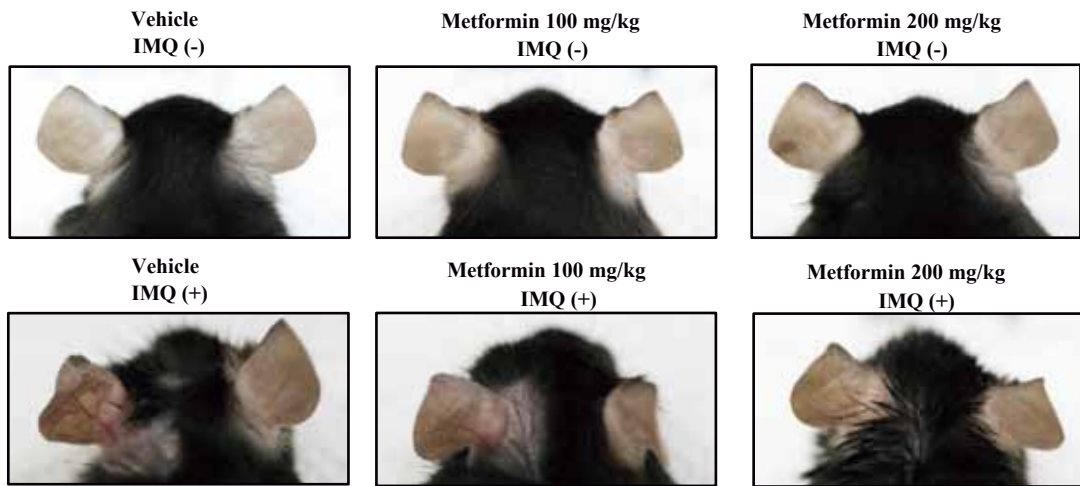 Vehicle
IMQ (-)
Metformin 100 mg/kg
IMQ (-)
Metformin 200 mg/kg
IMQ (-)
Vehicle
IMQ (+)
Metformin 100 mg/kg
IMQ (+)
Metformin 200 mg/kg
IMQ (+)